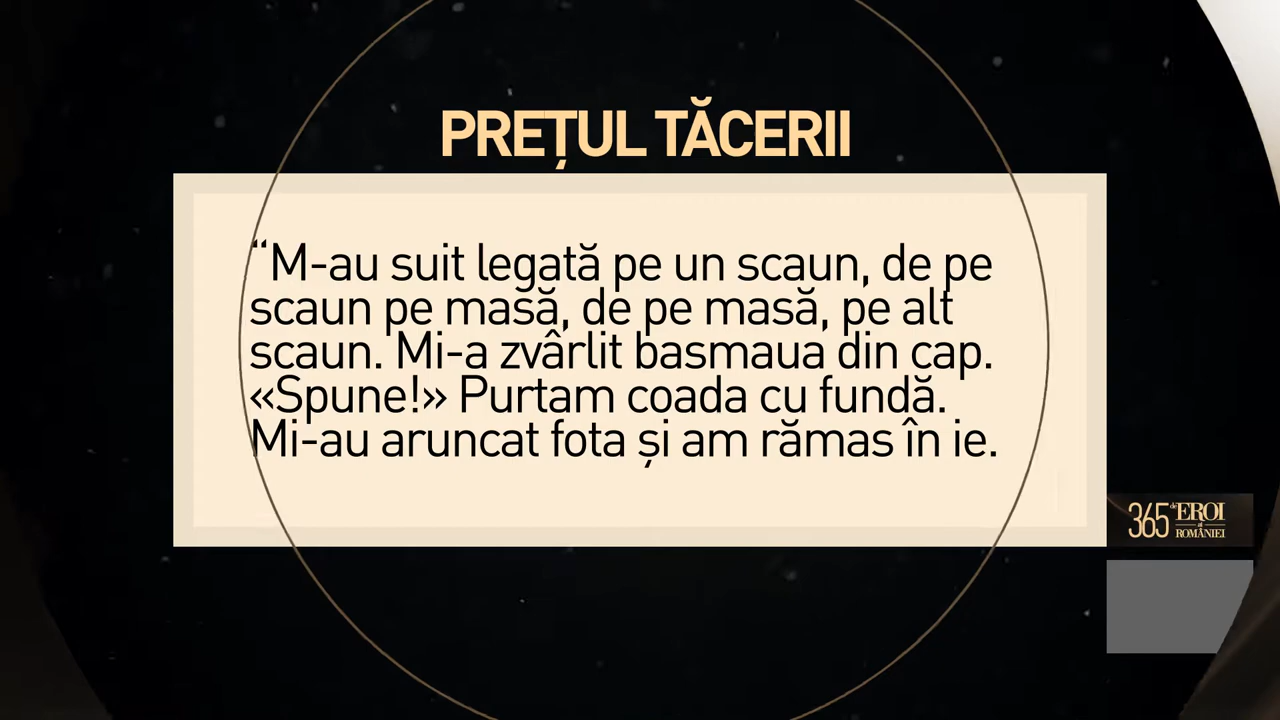 PREȚUL TĂCERII
“M-au suit legată pe un scaun, de pe
scaun pe masă, de pe masă, pe alt
scaun. Mi-a zvârlit basmaua din cap.
«Spune!» Purtam coada cu fundă.
Mi-au aruncat fota și am rămas în ie.
365 de EROI
ai
ROMÂNIEI